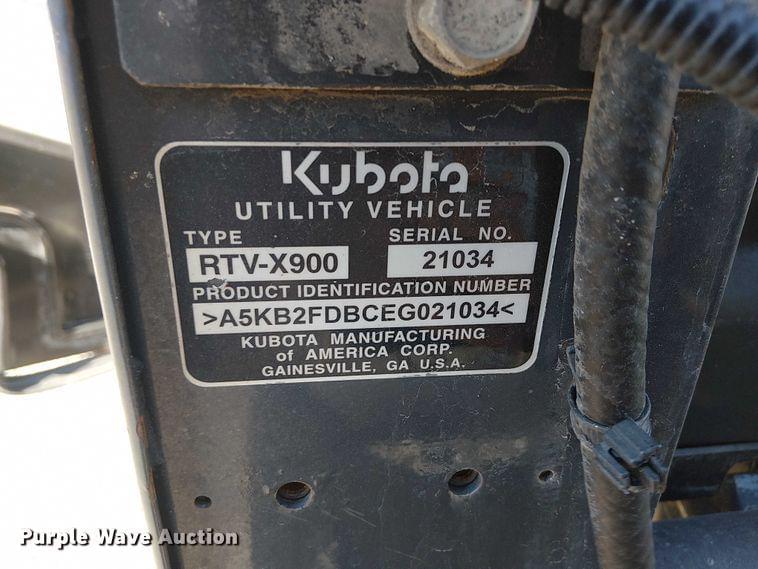 Kubota
UTILITY VEHICLE
TYPE SERIAL NO.
RTV-X900 21034
PRODUCT IDENTIFICATION NUMBER
>A5KB2FDBCEG021034<
KUBOTA MANUFACTURING
of AMERICA CORP.
GAINESVILLE, GA U.S.A.
Purple Wave Auction